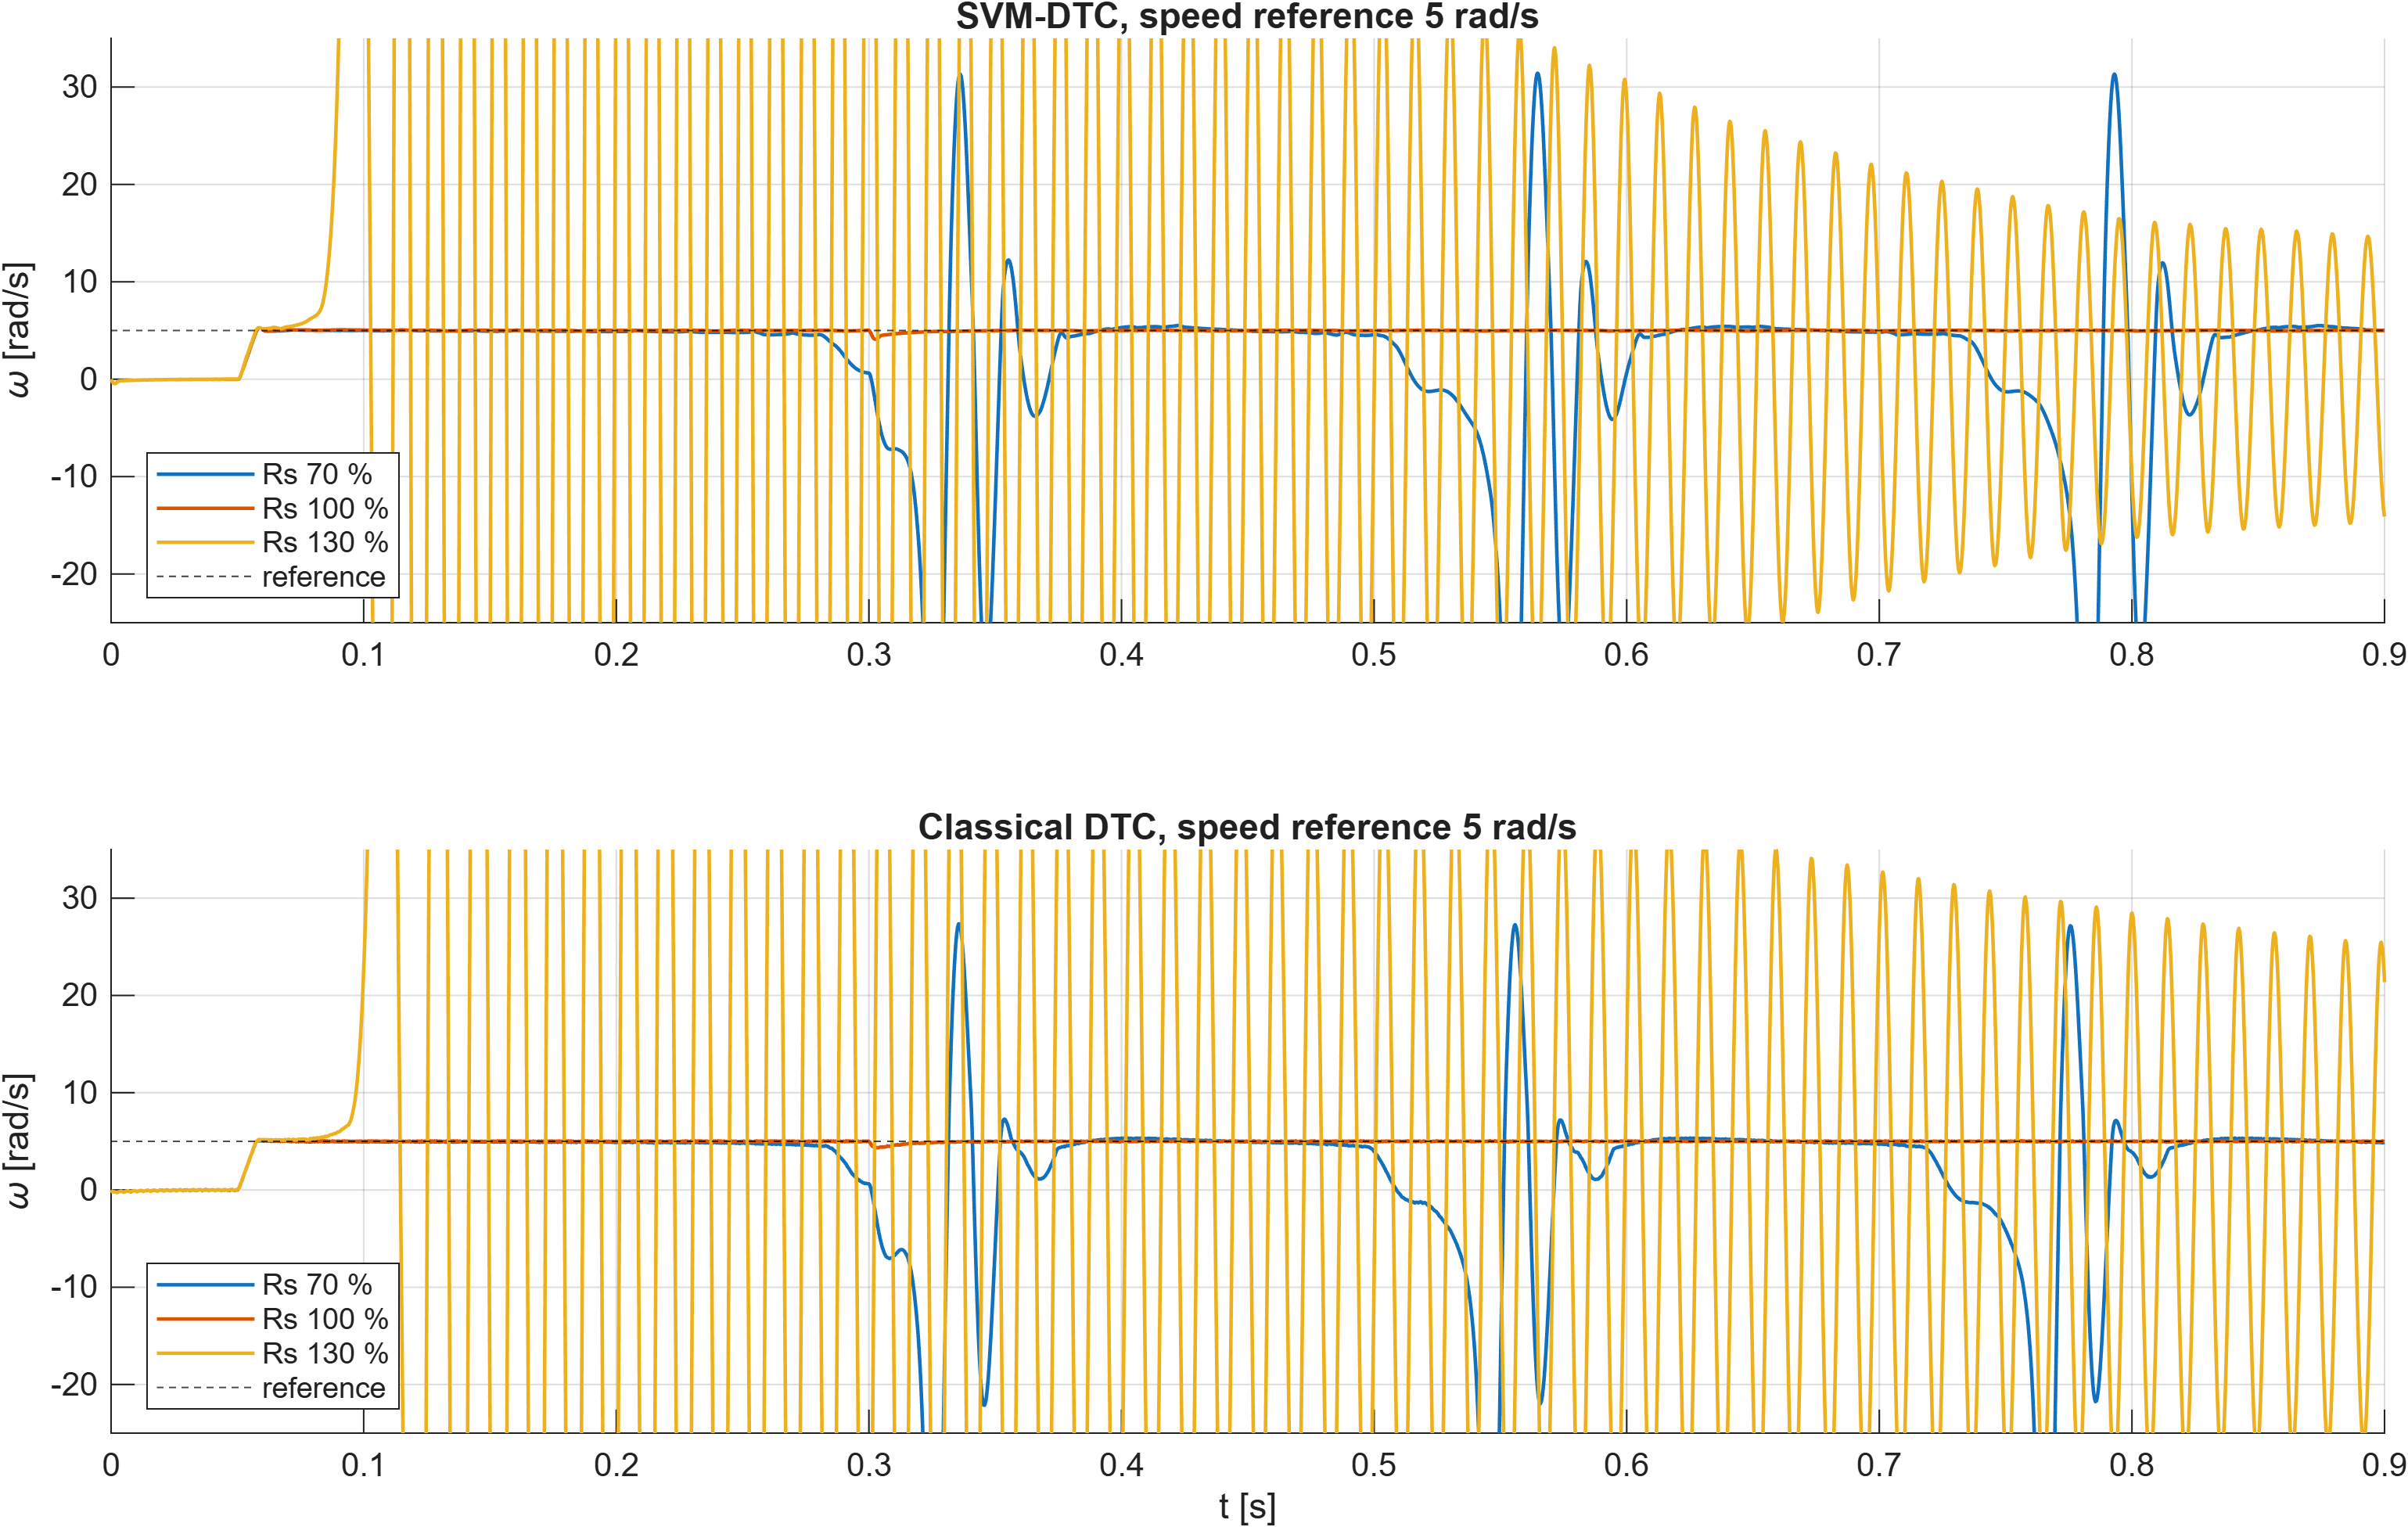 SVM-DTC, speed reference 5 rad/s
ω [rad/s]
30
20
10
0
-10
-20
Rs 70 %
Rs 100 %
Rs 130 %
reference
0 0.1 0.2 0.3 0.4 0.5 0.6 0.7 0.8 0.9
Classical DTC, speed reference 5 rad/s
ω [rad/s]
30
20
10
0
-10
-20
Rs 70 %
Rs 100 %
Rs 130 %
reference
0 0.1 0.2 0.3 0.4 0.5 0.6 0.7 0.8 0.9
t [s]